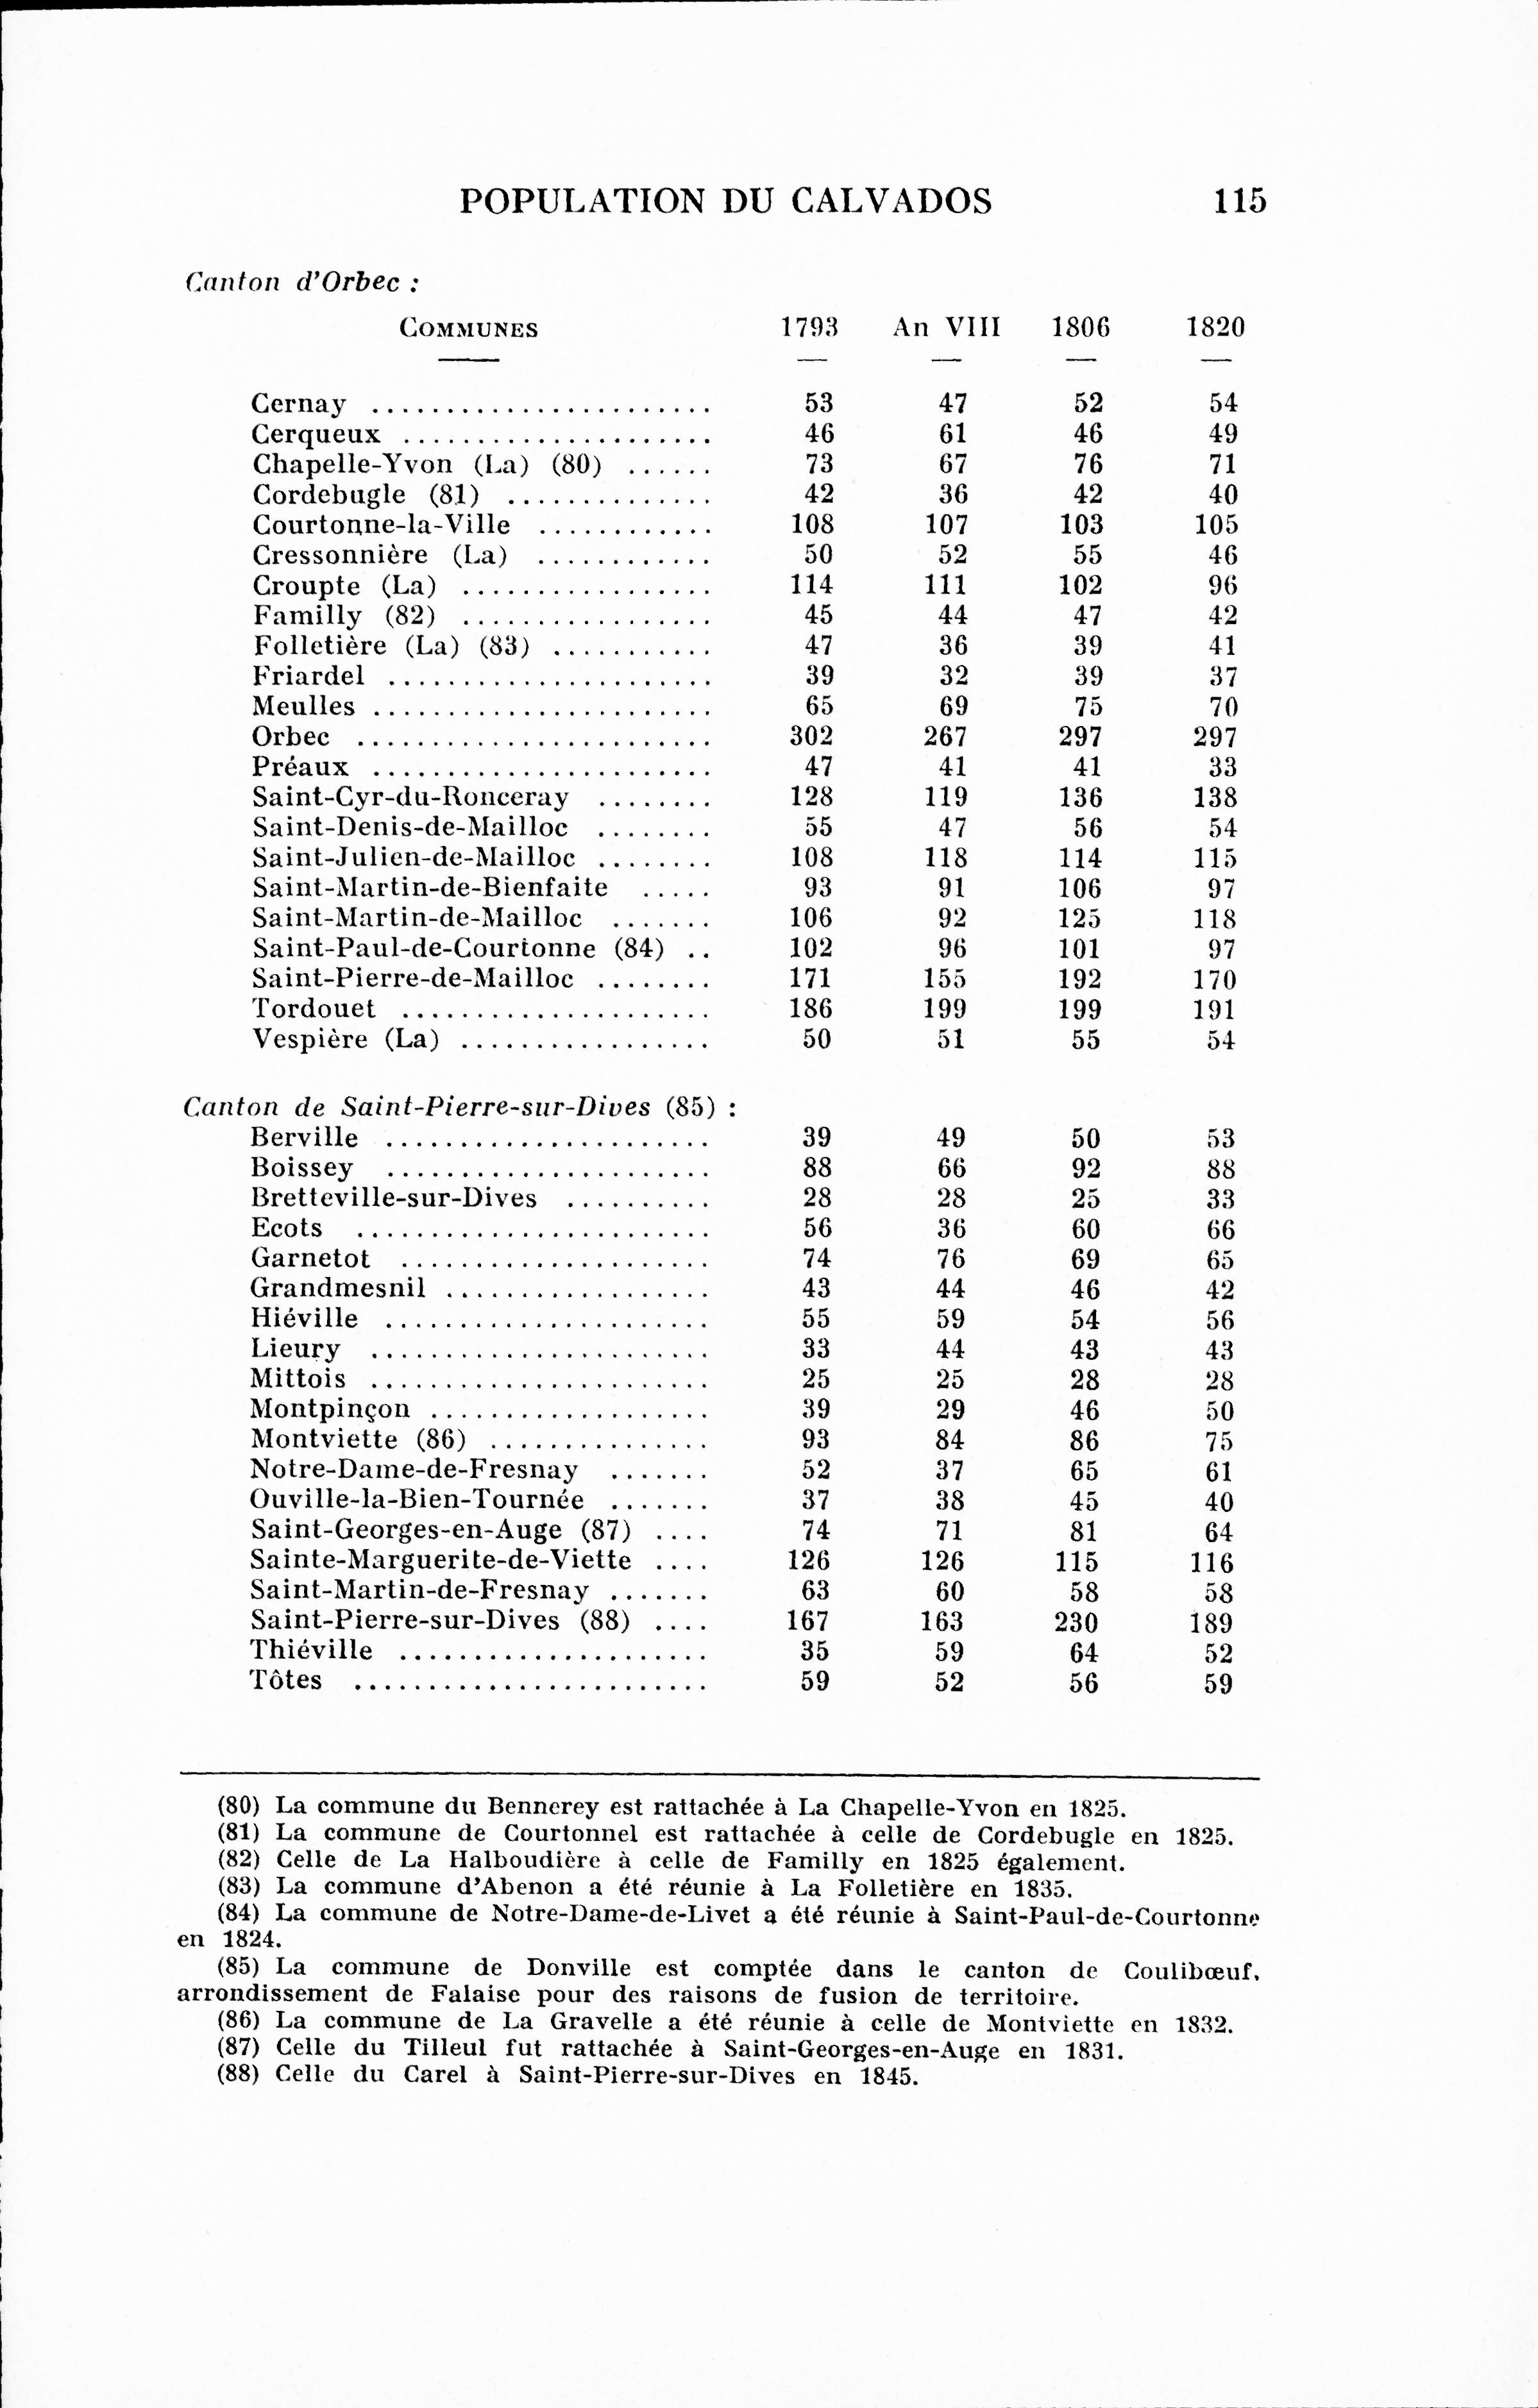 POPULATION DU CALVADOS 115
Canton d'Orbec :
COMMUNES 1793 An VIII 1806 1820
Cernay ....................... 53 47 52 54
Cerqueux ..................... 46 61 46 49
Chapelle-Yvon (La) (80) ...... 73 67 76 71
Cordebugle (81) .............. 42 36 42 40
Courtonne-la-Ville ............ 108 107 103 105
Cressonnière (La) ............ 50 52 55 46
Croupte (La) ................. 114 111 102 96
Familly (82) ................. 45 44 47 42
Folletière (La) (83) ........... 47 36 39 41
Friardel ...................... 39 32 39 37
Meulles ....................... 65 69 75 70
Orbec ........................ 302 267 297 297
Préaux ....................... 47 41 41 33
Saint-Cyr-du-Ronceray ........ 128 119 136 138
Saint-Denis-de-Mailloc ........ 55 47 56 54
Saint-Julien-de-Mailloc ........ 108 118 114 115
Saint-Martin-de-Bienfaite ..... 93 91 106 97
Saint-Martin-de-Mailloc ....... 106 92 125 118
Saint-Paul-de-Courtonne (84) .. 102 96 101 97
Saint-Pierre-de-Mailloc ........ 171 155 192 170
Tordouet ..................... 186 199 199 191
Vespière (La) ................. 50 51 55 54
Canton de Saint-Pierre-sur-Dives (85) :
Berville ...................... 39 49 50 53
Boissey ...................... 88 66 92 88
Bretteville-sur-Dives .......... 28 28 25 33
Ecots ........................ 56 36 60 66
Garnetot ..................... 74 76 69 65
Grandmesnil .................. 43 44 46 42
Hiéville ...................... 55 59 54 56
Lieury ....................... 33 44 43 43
Mittois ....................... 25 25 28 28
Montpinçon ................... 39 29 46 50
Montviette (86) ............... 93 84 86 75
Notre-Dame-de-Fresnay ....... 52 37 65 61
Ouville-la-Bien-Tournée ....... 37 38 45 40
Saint-Georges-en-Auge (87) .... 74 71 81 64
Sainte-Marguerite-de-Viette .... 126 126 115 116
Saint-Martin-de-Fresnay ....... 63 60 58 58
Saint-Pierre-sur-Dives (88) .... 167 163 230 189
Thiéville ..................... 35 59 64 52
Tôtes ........................ 59 52 56 59
(80) La commune du Bennerey est rattachée à La Chapelle-Yvon en 1825.
(81) La commune de Courtonnel est rattachée à celle de Cordebugle en 1825.
(82) Celle de La Halboudière à celle de Familly en 1825 également.
(83) La commune d'Abenon a été réunie à La Folletière en 1835.
(84) La commune de Notre-Dame-de-Livet a été réunie à Saint-Paul-de-Courtonne
en 1824.
(85) La commune de Donville est comptée dans le canton de Coulibœuf,
arrondissement de Falaise pour des raisons de fusion de territoire.
(86) La commune de La Gravelle a été réunie à celle de Montviette en 1832.
(87) Celle du Tilleul fut rattachée à Saint-Georges-en-Auge en 1831.
(88) Celle du Carel à Saint-Pierre-sur-Dives en 1845.